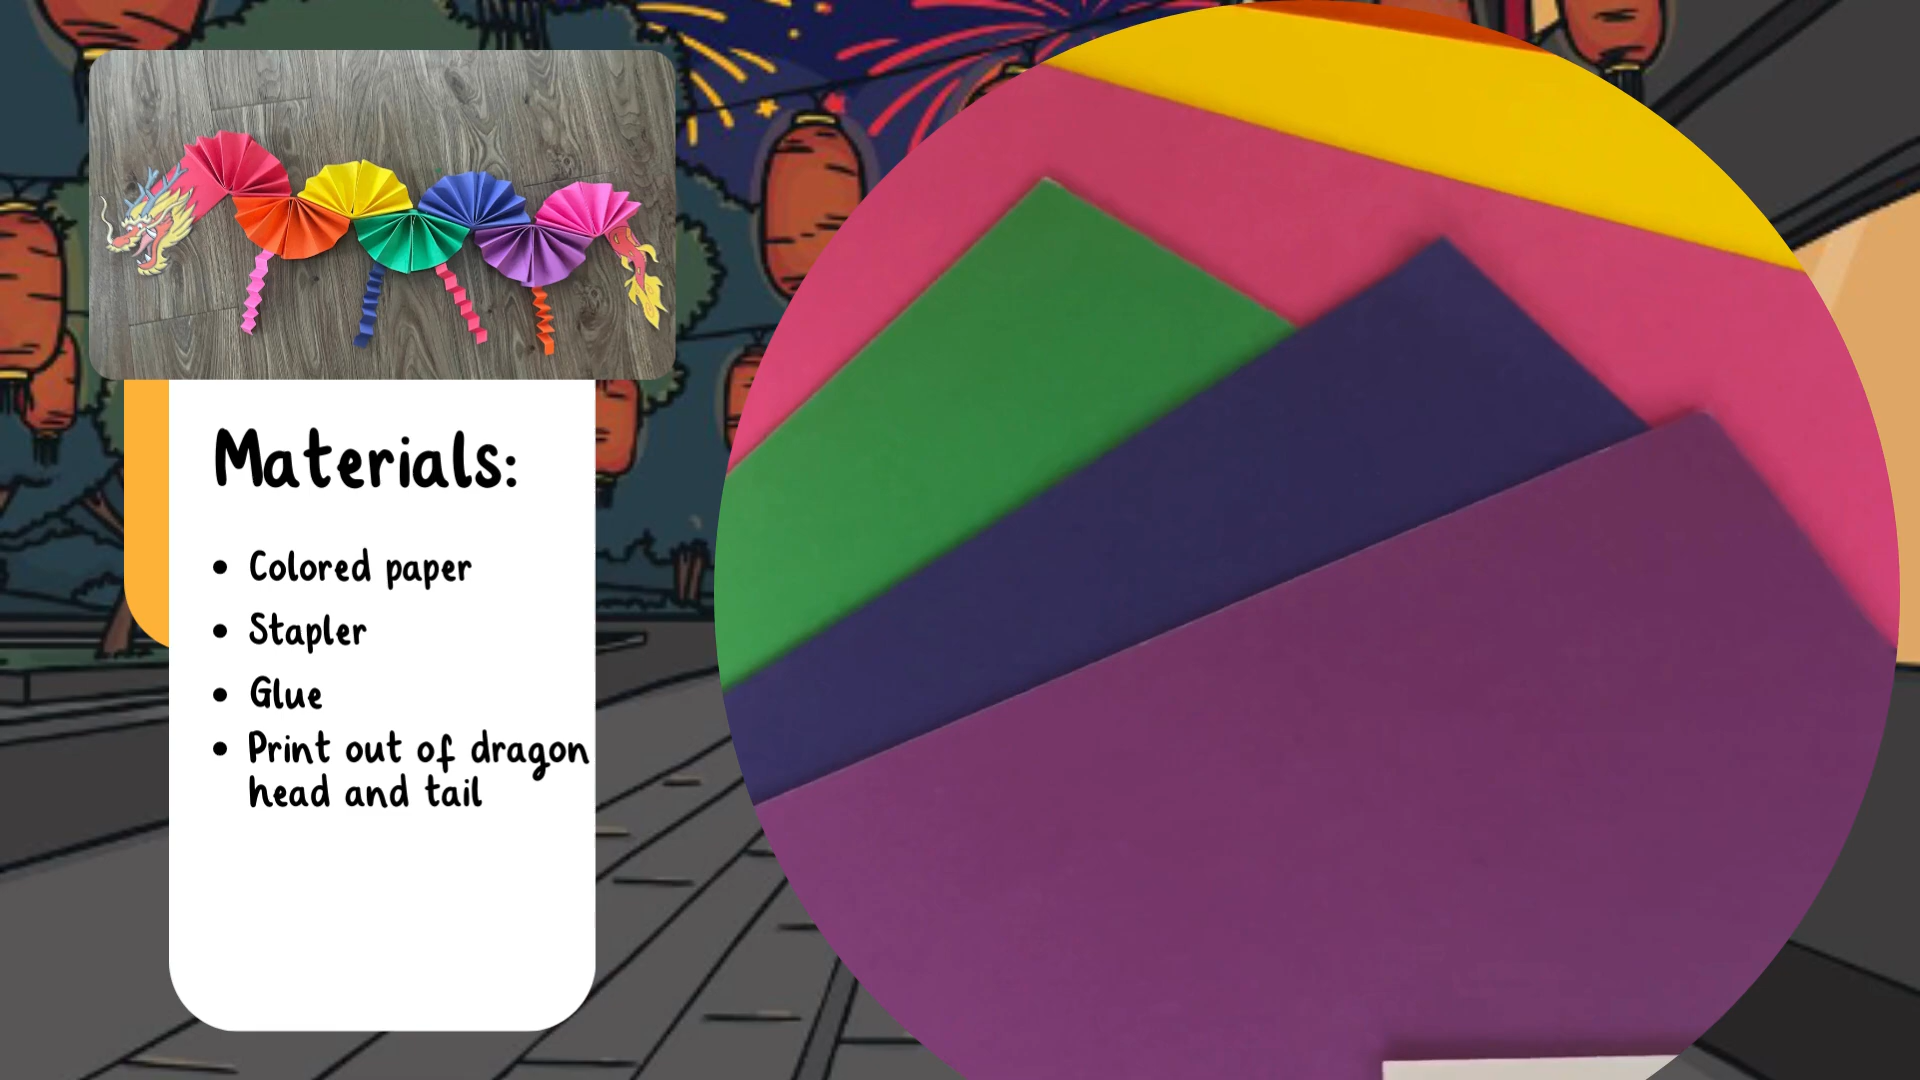 Materials:
• Colored paper
• Stapler
• Glue
• Print out of dragon
head and tail